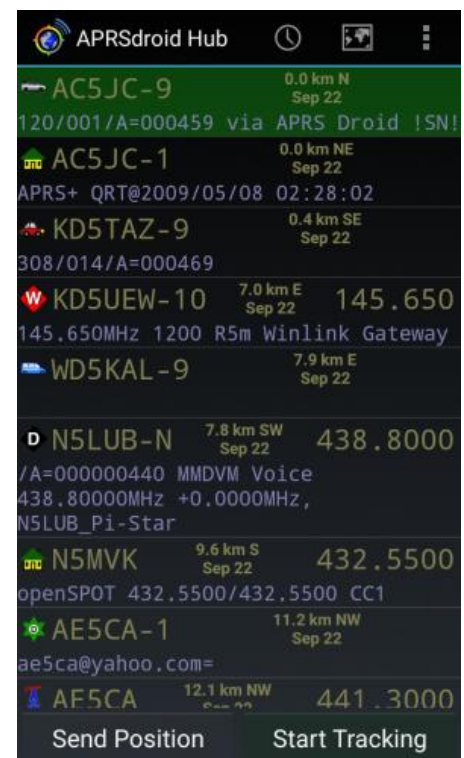 APRSdroid Hub
AC5JC-9 0.0 km N
Sep 22
120/001/A=000459 via APRS Droid !SN!
AC5JC-1 0.0 km NE
Sep 22
APRS+ QRT@2009/05/08 02:28:02
KD5TAZ-9 0.4 km SE
Sep 22
308/014/A=000469
W KD5UEW-10 7.0 km E 145.650
Sep 22
145.650MHz 1200 R5m Winlink Gateway
WD5KAL-9 7.9 km E
Sep 22
D N5LUB-N 7.8 km SW 438.8000
Sep 22
/A=000000440 MMDVM Voice
438.80000MHz +0.0000MHz,
N5LUB_Pi-Star
N5MVK 9.6 km S 432.5500
Sep 22
openSPOT 432.5500/432.5500 CC1
AE5CA-1 11.2 km NW
Sep 22
ae5ca@yahoo.com=
AE5CA 12.1 km NW 441.3000
Send Position Start Tracking